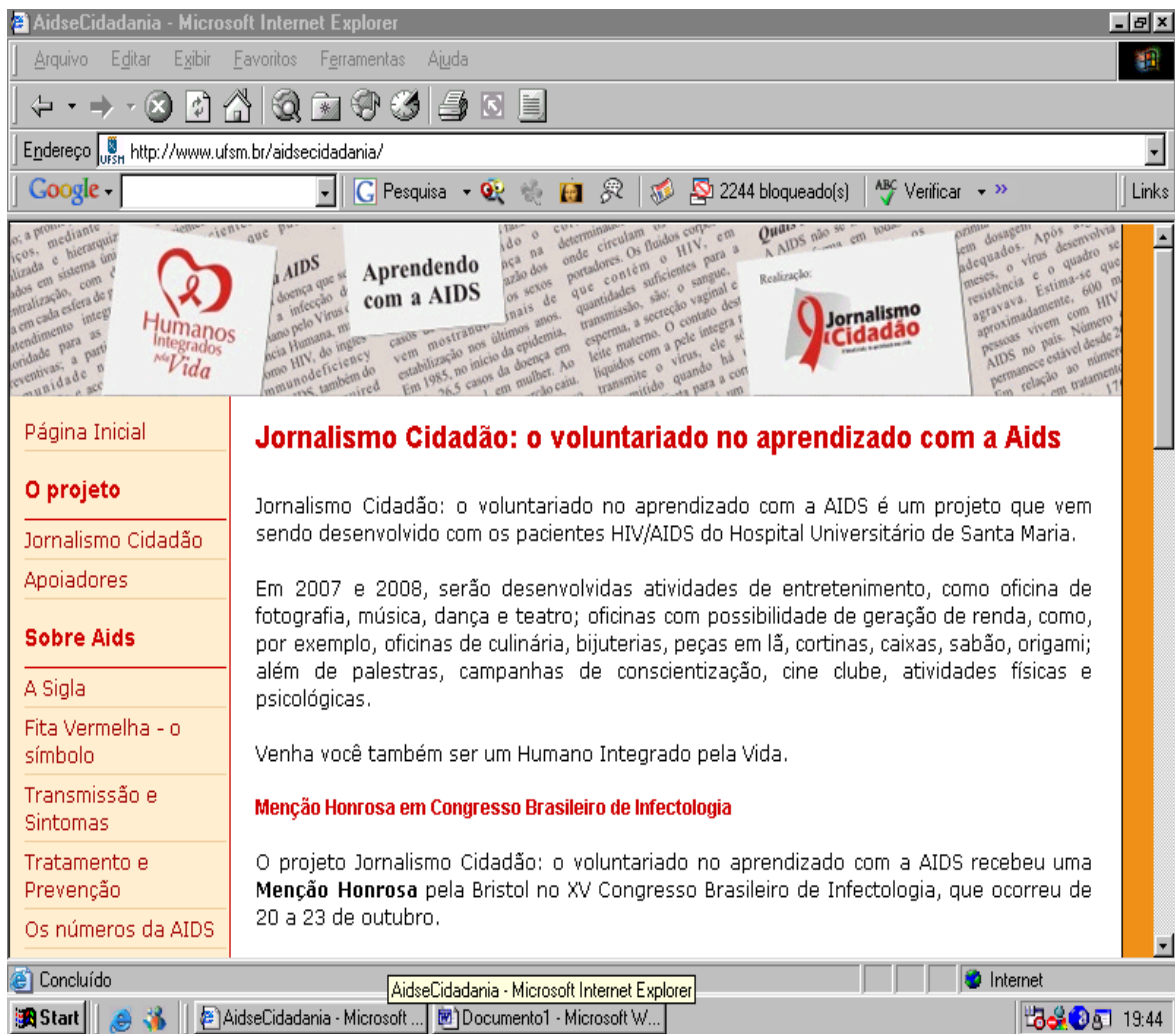 AidseCidadania - Microsoft Internet Explorer
Arquivo Editar Exibir Favoritos Ferramentas Ajuda
Endereço UFSM http://www.ufsm.br/aidsecidadania/
Links
Google Pesquisa 2244 bloqueado(s) ABC Verificar »
Humanos
Integrados
pela
Vida
Aprendendo
com a AIDS
Realização:
Jornalismo
Cidadão
Página Inicial
O projeto
Jornalismo Cidadão
Apoiadores
Sobre Aids
A Sigla
Fita Vermelha - o
símbolo
Transmissão e
Sintomas
Tratamento e
Prevenção
Os números da AIDS
Jornalismo Cidadão: o voluntariado no aprendizado com a Aids
Jornalismo Cidadão: o voluntariado no aprendizado com a AIDS é um projeto que vem
sendo desenvolvido com os pacientes HIV/AIDS do Hospital Universitário de Santa Maria.
Em 2007 e 2008, serão desenvolvidas atividades de entretenimento, como oficina de
fotografia, música, dança e teatro; oficinas com possibilidade de geração de renda, como,
por exemplo, oficinas de culinária, bijuterias, peças em lã, cortinas, caixas, sabão, origami;
além de palestras, campanhas de conscientização, cine clube, atividades físicas e
psicológicas.
Venha você também ser um Humano Integrado pela Vida.
Menção Honrosa em Congresso Brasileiro de Infectologia
O projeto Jornalismo Cidadão: o voluntariado no aprendizado com a AIDS recebeu uma
Menção Honrosa pela Bristol no XV Congresso Brasileiro de Infectologia, que ocorreu de
20 a 23 de outubro.
Concluído
Internet
AidseCidadania - Microsoft Internet Explorer
Start
AidseCidadania - Microsoft ...
Documento1 - Microsoft W...
19:44